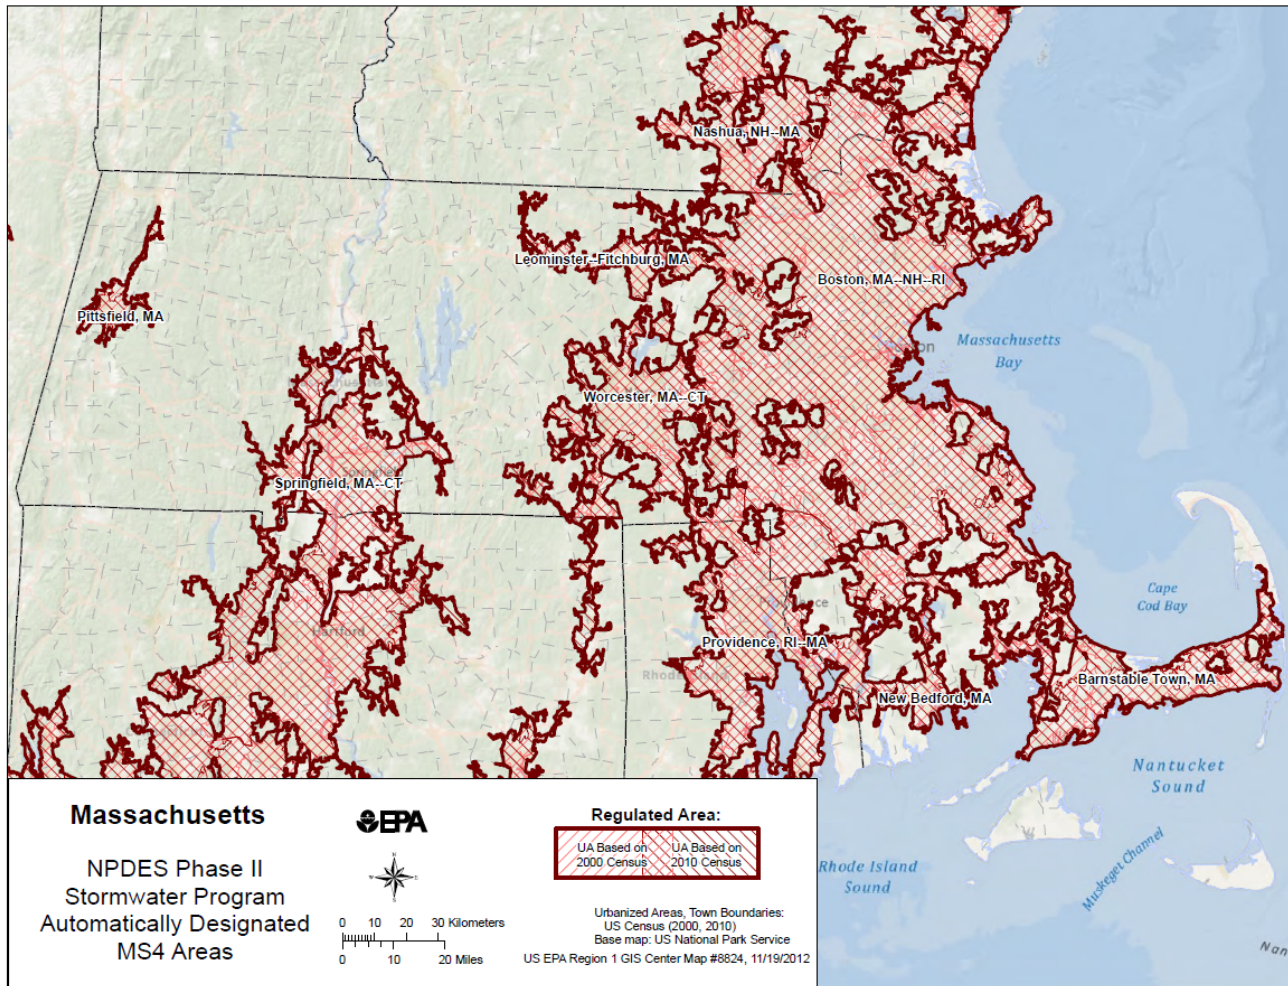 Nashua, NH--MA
Leominster--Fitchburg, MA
Boston, MA--NH--RI
Pittsfield, MA
Massachusetts
Bay
Worcester, MA--CT
Springfield
Springfield, MA--CT
Cape
Cod Bay
Hartford
Providence, RI--MA
Rhode Island
Barnstable Town, MA
New Bedford, MA
Nantucket
Sound
Muskeget Channel
Rhode Island
Sound
Massachusetts
NPDES Phase II
Stormwater Program
Automatically Designated
MS4 Areas
EPA
N
W E
S
0 10 20 30 Kilometers
0 10 20 Miles
Regulated Area:
UA Based on
2000 Census
UA Based on
2010 Census
Urbanized Areas, Town Boundaries:
US Census (2000, 2010)
Base map: US National Park Service
US EPA Region 1 GIS Center Map #8824, 11/19/2012
Nan